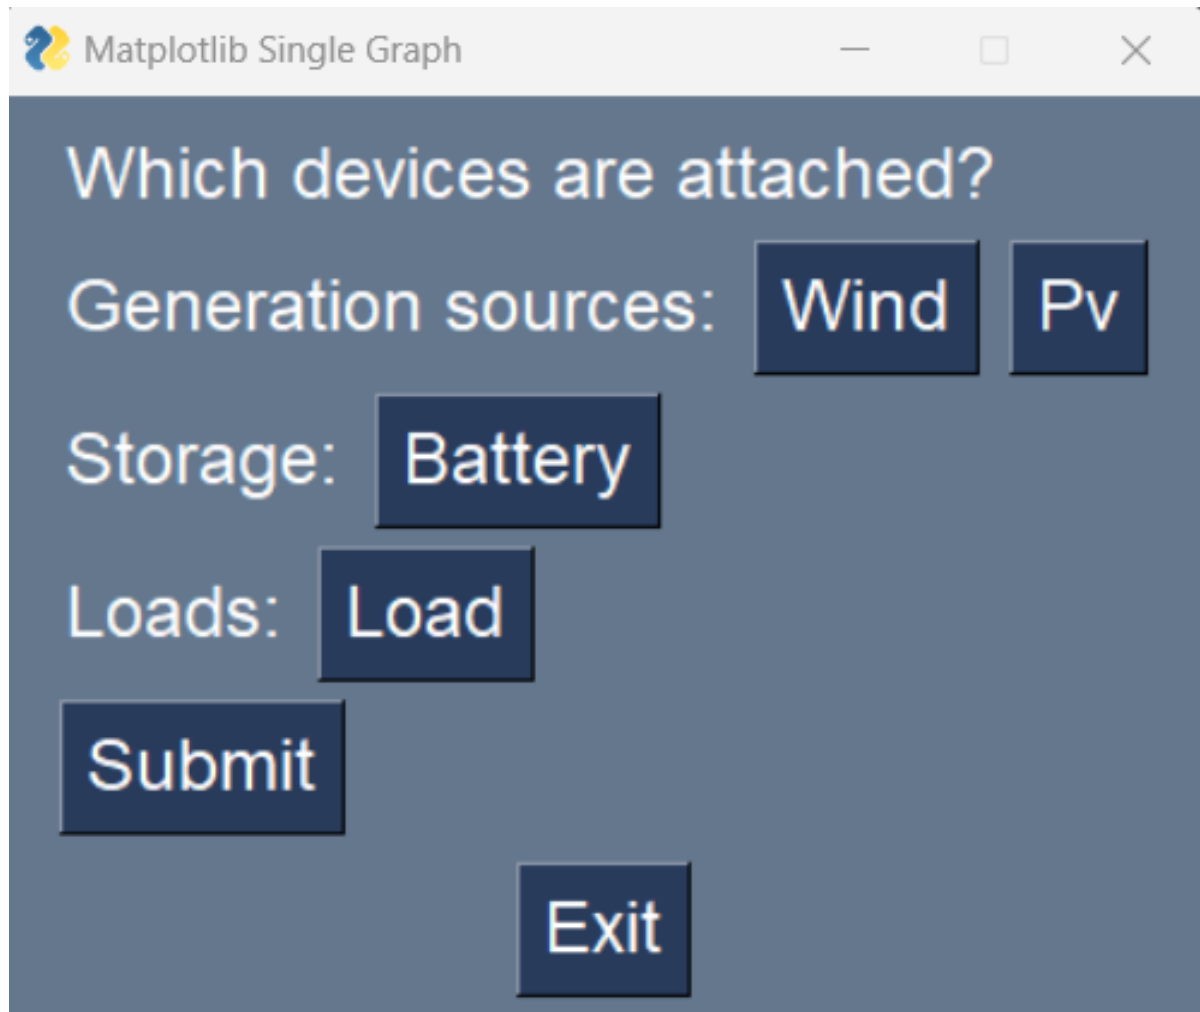 Matplotlib Single Graph
Which devices are attached?
Generation sources: Wind Pv
Storage: Battery
Loads: Load
Submit
Exit